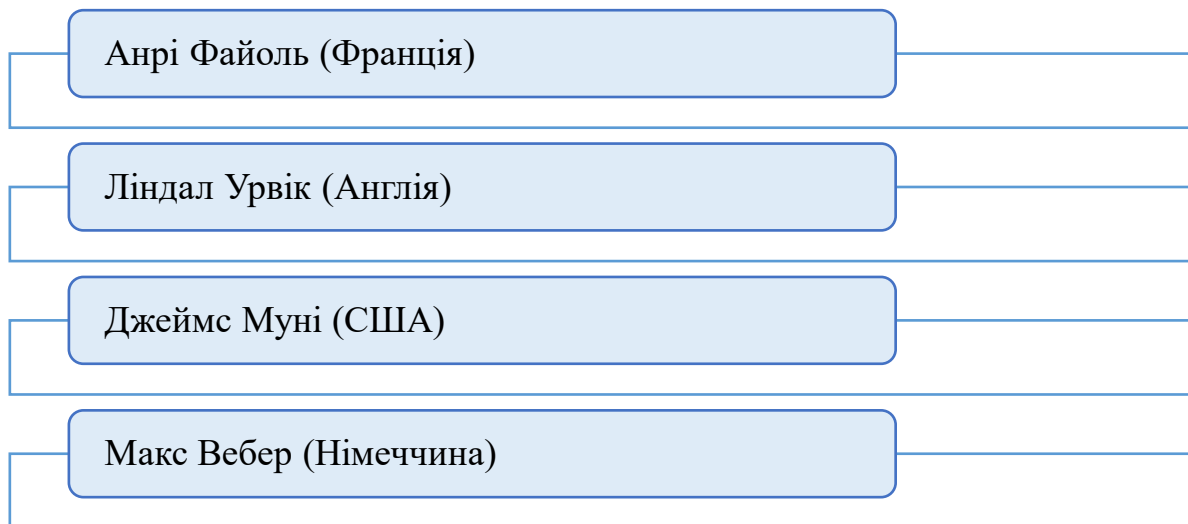 Анрі Файоль (Франція)
Ліндал Урвік (Англія)
Джеймс Муні (США)
Макс Вебер (Німеччина)